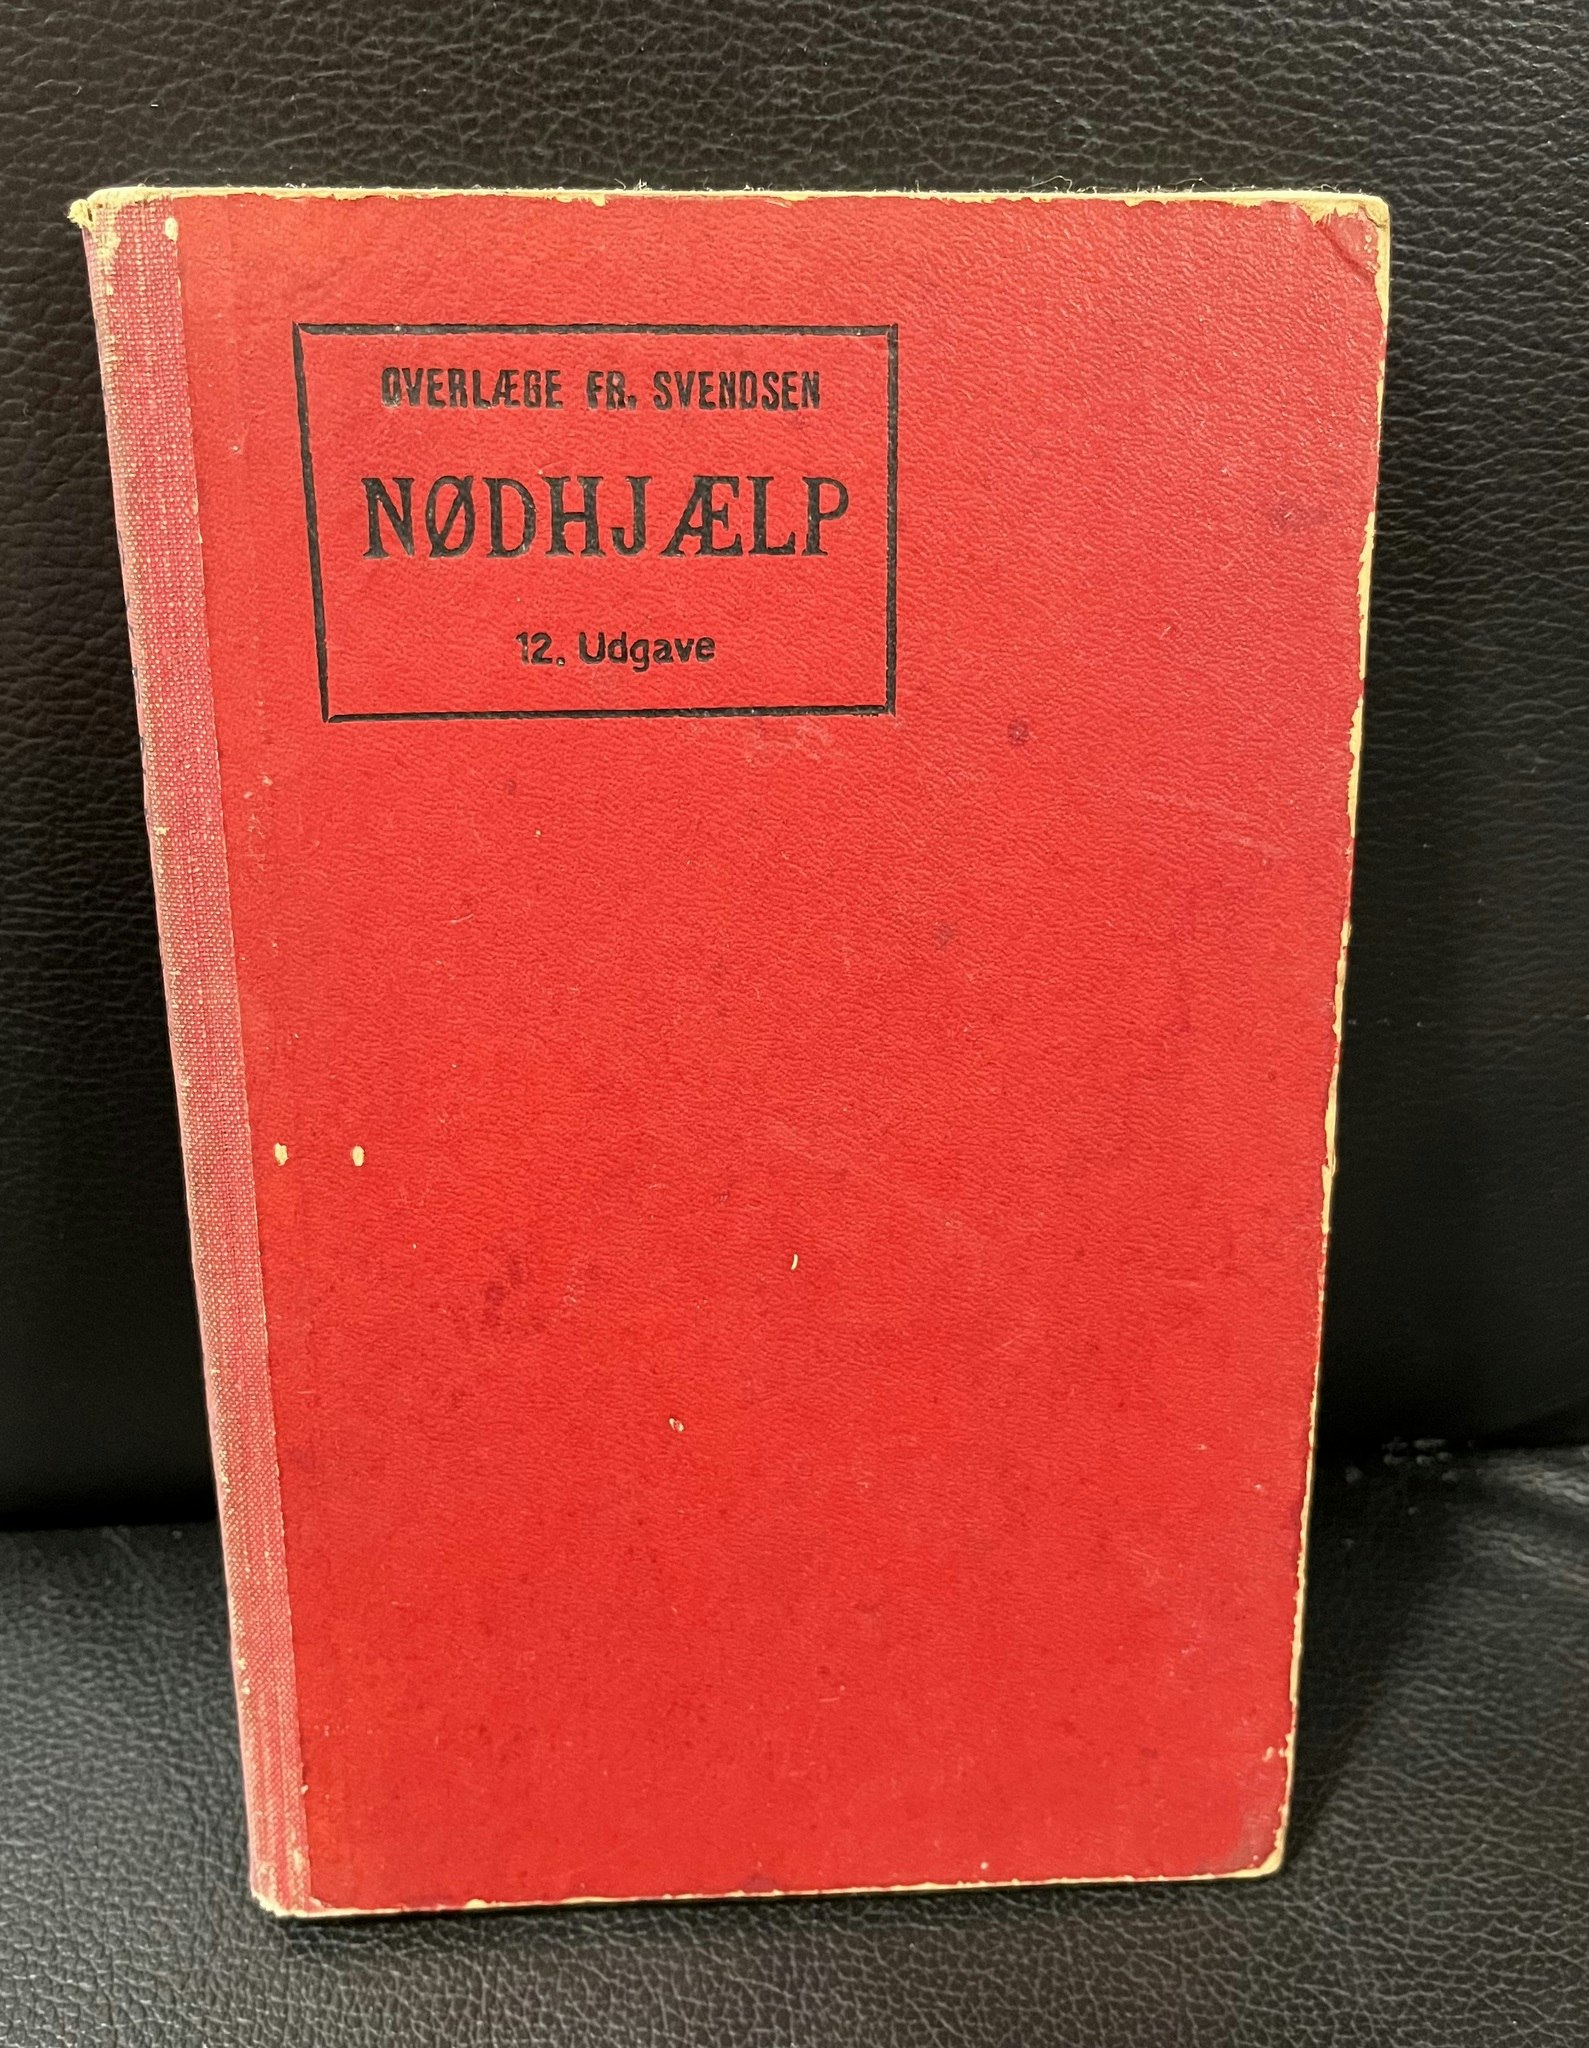 OVERLÆGE FR. SVENDSEN
NØDHJÆLP
12. Udgave